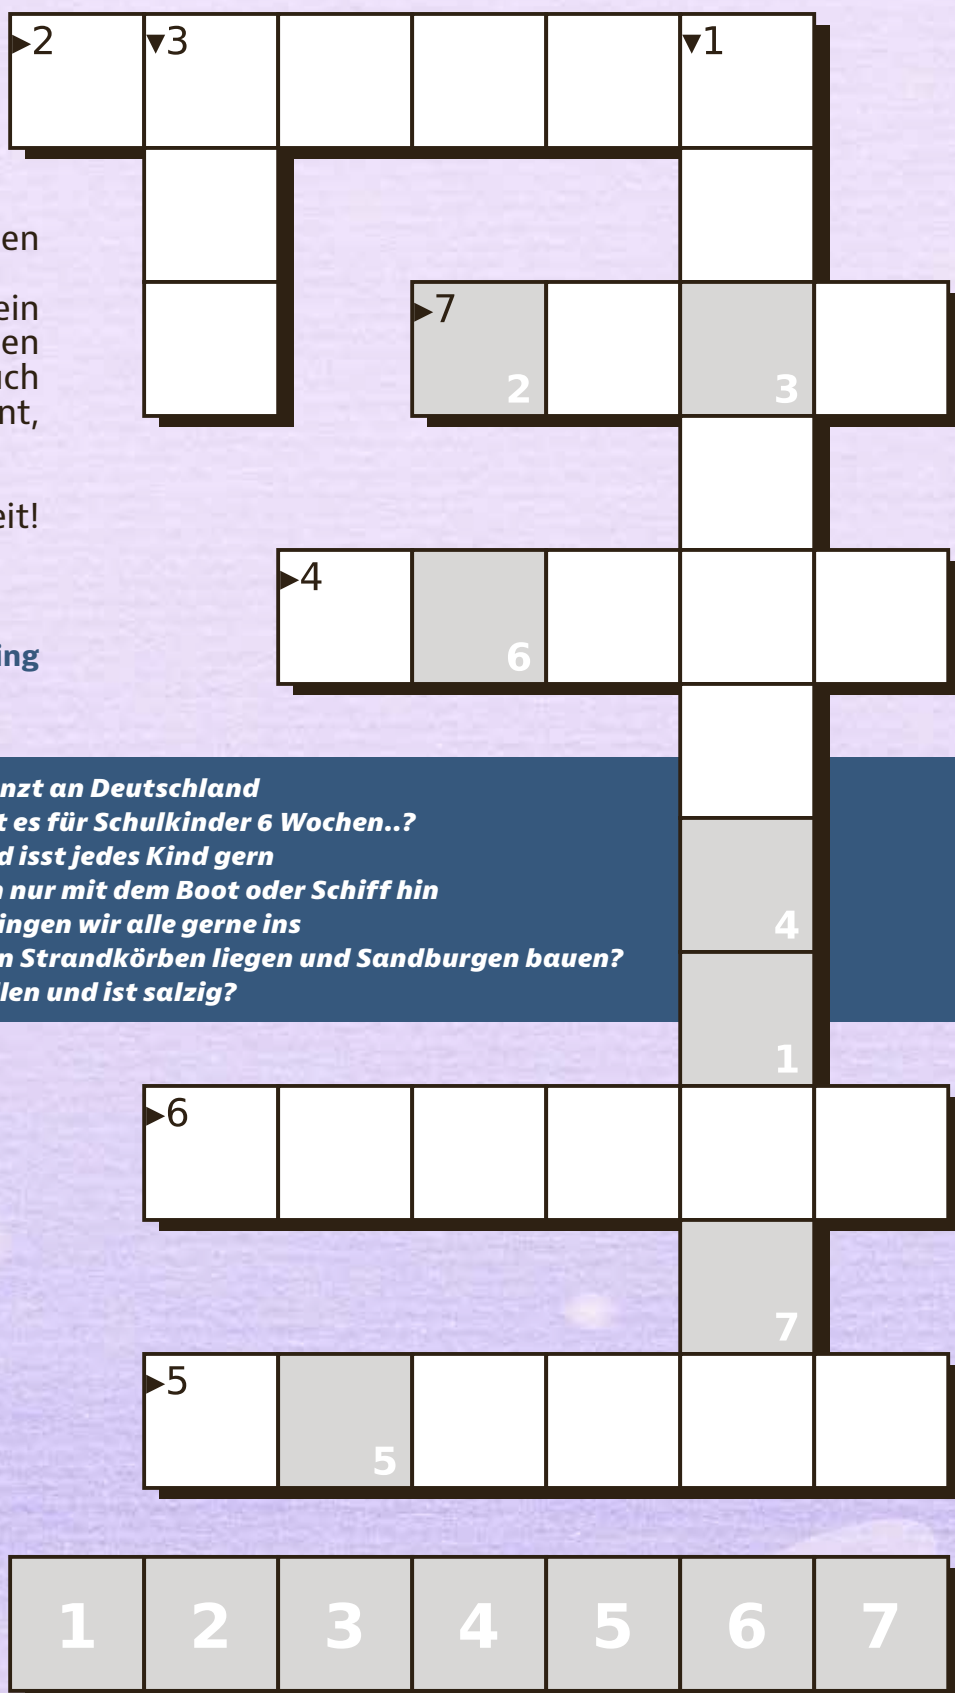 ▶2 ▼3 ▼1
en
ein
▶7
en
uch
2 3
nt,
eit!
▶4
6
ing
nzt an Deutschland
t es für Schulkinder 6 Wochen..?
d isst jedes Kind gern
n nur mit dem Boot oder Schiff hin
4
ingen wir alle gerne ins
n Strandkörben liegen und Sandburgen bauen?
len und ist salzig?
1
▶6
7
▶5
5
1 2 3 4 5 6 7